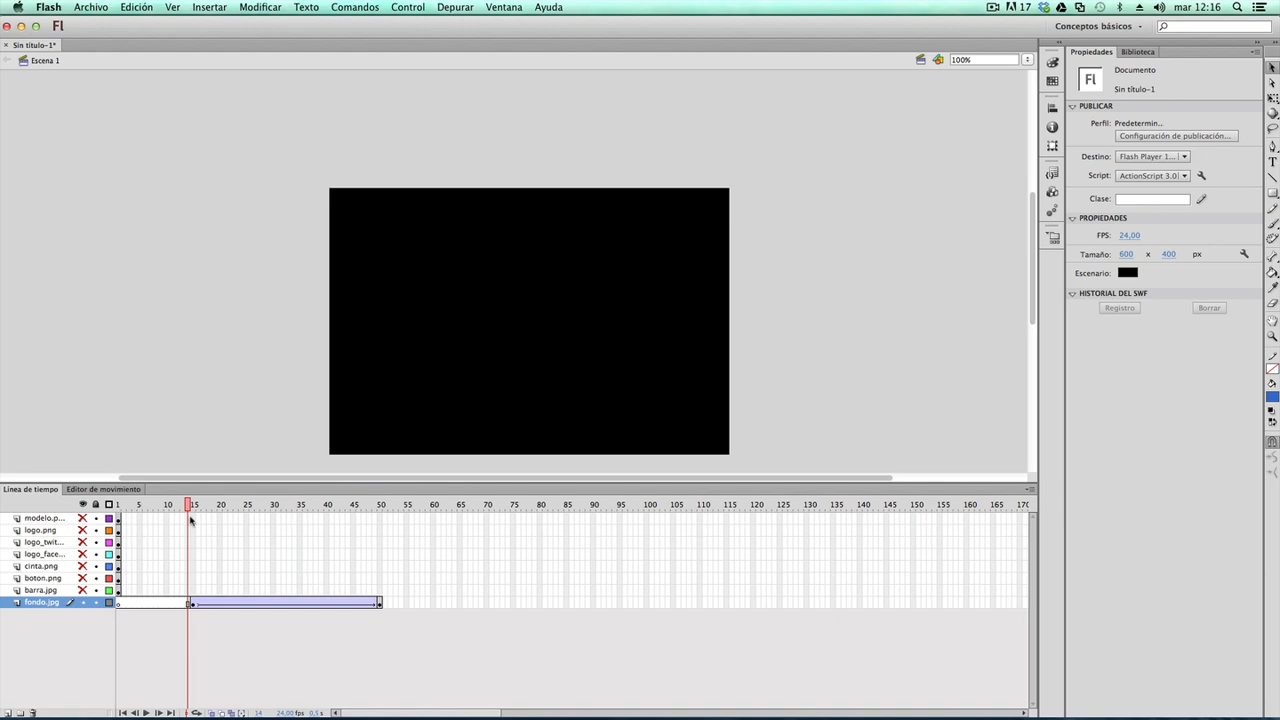 Flash Archivo Edición Ver Insertar Modificar Texto Comandos Control Depurar Ventana Ayuda 17 mar 12:16
Fl Conceptos básicos
Sin título-1*
Escena 1 100%
Propiedades Biblioteca
Fl Documento
Sin título-1
PUBLICAR
Perfil: Predetermin...
Configuración de publicación...
Destino: Flash Player 1...
Script: ActionScript 3.0
Clase:
PROPIEDADES
FPS: 24,00
Tamaño: 600 x 400 px
Escenario:
HISTORIAL DEL SWF
Registro Borrar
Línea de tiempo Editor de movimiento
1 5 10 15 20 25 30 35 40 45 50 55 60 65 70 75 80 85 90 95 100 105 110 115 120 125 130 135 140 145 150 155 160 165 170
modelo.p...
logo.png
logo_twit...
logo_face...
cinta.png
boton.png
barra.jpg
fondo.jpg
14 24,00 fps 0,5 s